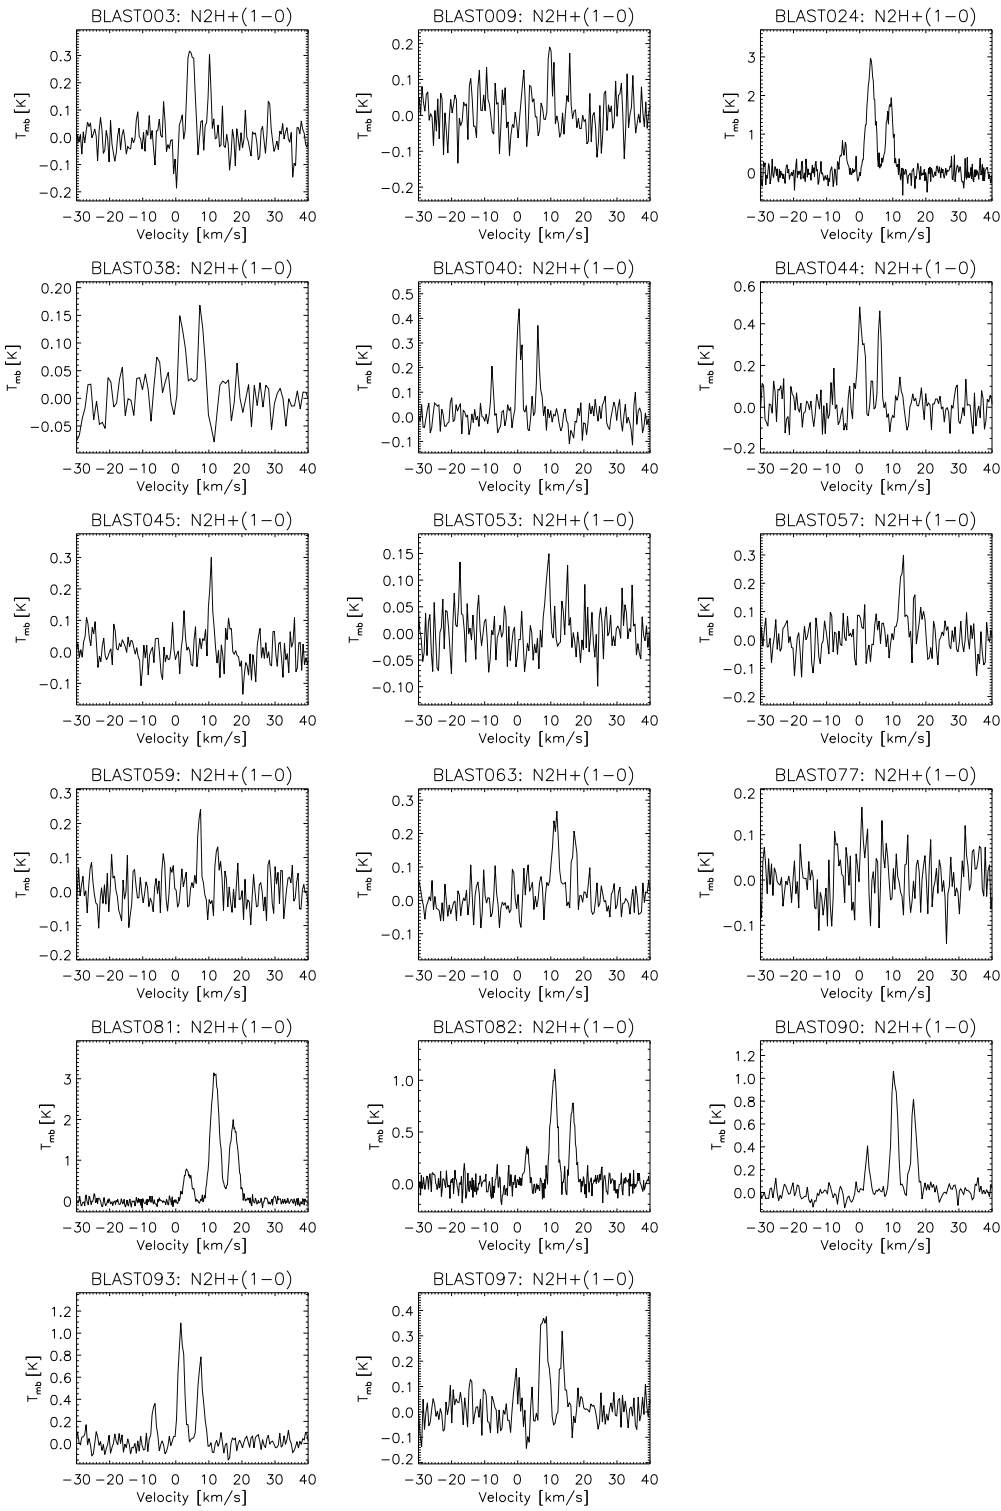 BLAST003: N2H+(1−0) BLAST009: N2H+(1−0) BLAST024: N2H+(1−0)
T_mb [K] 0.3 0.2 0.1 0.0 −0.1 −0.2
T_mb [K] 0.2 0.1 0.0 −0.1 −0.2
T_mb [K] 3 2 1 0
−30 −20 −10 0 10 20 30 40 −30 −20 −10 0 10 20 30 40 −30 −20 −10 0 10 20 30 40
Velocity [km/s] Velocity [km/s] Velocity [km/s]
BLAST038: N2H+(1−0) BLAST040: N2H+(1−0) BLAST044: N2H+(1−0)
T_mb [K] 0.20 0.15 0.10 0.05 0.00 −0.05
T_mb [K] 0.5 0.4 0.3 0.2 0.1 0.0 −0.1
T_mb [K] 0.6 0.4 0.2 0.0 −0.2
−30 −20 −10 0 10 20 30 40 −30 −20 −10 0 10 20 30 40 −30 −20 −10 0 10 20 30 40
Velocity [km/s] Velocity [km/s] Velocity [km/s]
BLAST045: N2H+(1−0) BLAST053: N2H+(1−0) BLAST057: N2H+(1−0)
T_mb [K] 0.3 0.2 0.1 0.0 −0.1
T_mb [K] 0.15 0.10 0.05 0.00 −0.05 −0.10
T_mb [K] 0.3 0.2 0.1 0.0 −0.1 −0.2
−30 −20 −10 0 10 20 30 40 −30 −20 −10 0 10 20 30 40 −30 −20 −10 0 10 20 30 40
Velocity [km/s] Velocity [km/s] Velocity [km/s]
BLAST059: N2H+(1−0) BLAST063: N2H+(1−0) BLAST077: N2H+(1−0)
T_mb [K] 0.3 0.2 0.1 0.0 −0.1 −0.2
T_mb [K] 0.3 0.2 0.1 0.0 −0.1
T_mb [K] 0.2 0.1 0.0 −0.1
−30 −20 −10 0 10 20 30 40 −30 −20 −10 0 10 20 30 40 −30 −20 −10 0 10 20 30 40
Velocity [km/s] Velocity [km/s] Velocity [km/s]
BLAST081: N2H+(1−0) BLAST082: N2H+(1−0) BLAST090: N2H+(1−0)
T_mb [K] 3 2 1 0
T_mb [K] 1.0 0.5 0.0
T_mb [K] 1.2 1.0 0.8 0.6 0.4 0.2 0.0
−30 −20 −10 0 10 20 30 40 −30 −20 −10 0 10 20 30 40 −30 −20 −10 0 10 20 30 40
Velocity [km/s] Velocity [km/s] Velocity [km/s]
BLAST093: N2H+(1−0) BLAST097: N2H+(1−0)
T_mb [K] 1.2 1.0 0.8 0.6 0.4 0.2 0.0
T_mb [K] 0.4 0.3 0.2 0.1 0.0 −0.1 −0.2
−30 −20 −10 0 10 20 30 40 −30 −20 −10 0 10 20 30 40
Velocity [km/s] Velocity [km/s]